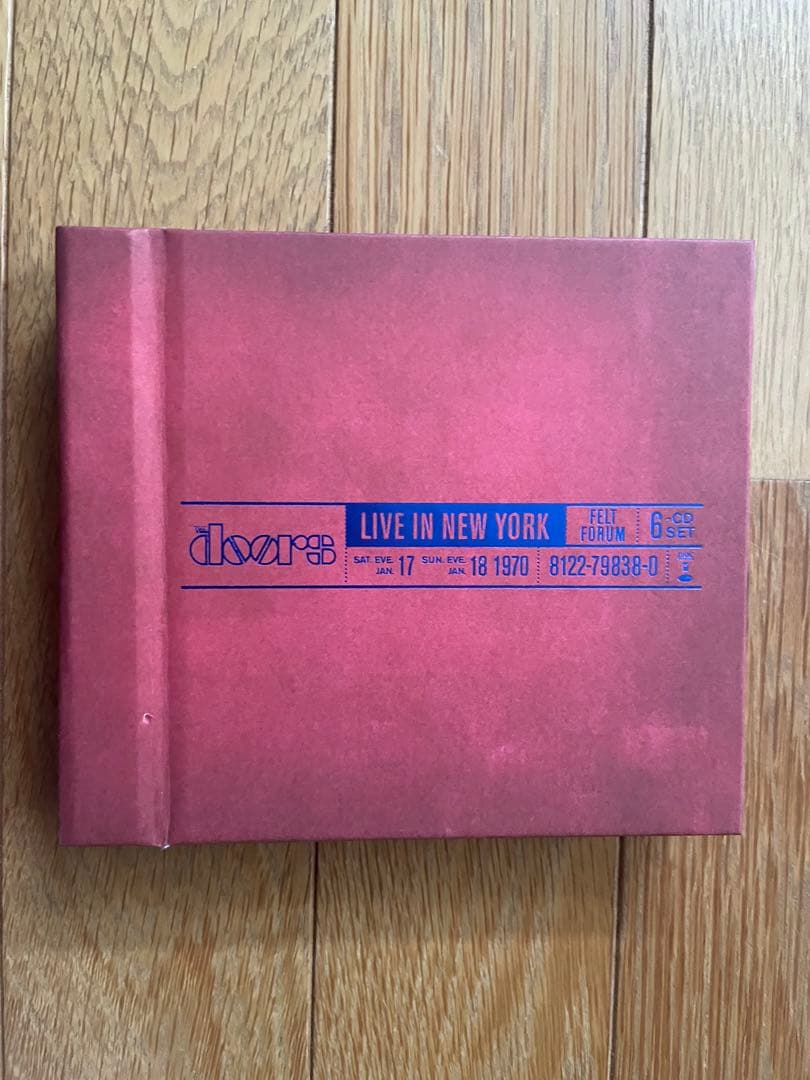 THE
doors
LIVE IN NEW YORK
FELT
FORUM
6-CD
SET
SAT. EVE. JAN. 17 SUN. EVE. JAN. 18 1970
8122-79838-0